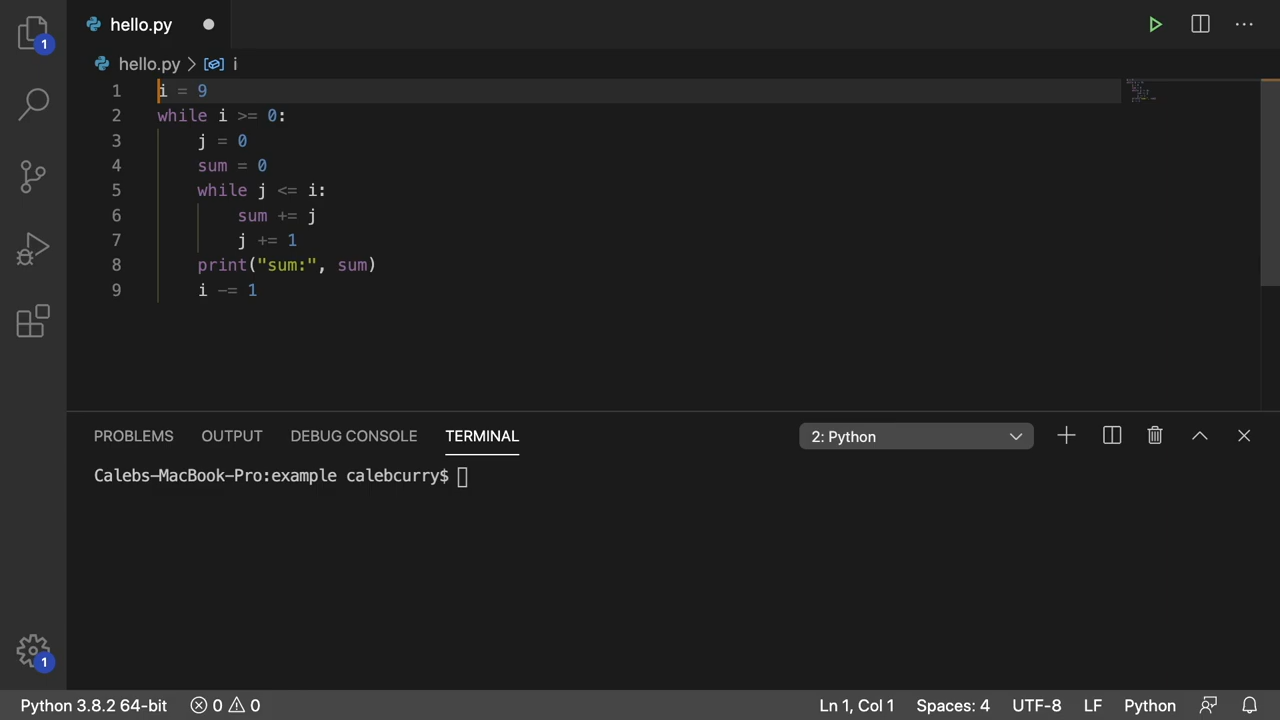 hello.py
hello.py > i
1 i = 9
2 while i >= 0:
3     j = 0
4     sum = 0
5     while j <= i:
6         sum += j
7         j += 1
8     print("sum:", sum)
9     i -= 1
1
PROBLEMS OUTPUT DEBUG CONSOLE TERMINAL 2: Python
Calebs-MacBook-Pro:example calebcurry$
1
Python 3.8.2 64-bit 0 0 Ln 1, Col 1 Spaces: 4 UTF-8 LF Python